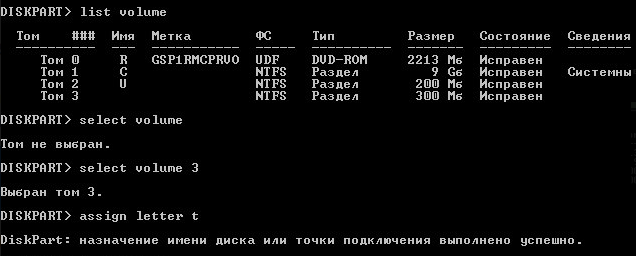 DISKPART> list volume
Том ### Имя Метка ФС Тип Размер Состояние Сведения
---------- --- ----------- ----- ---------- ------- --------- --------
Том 0 R GSP1RMCPRVO UDF DVD-ROM 2213 Мб Исправен
Том 1 C NTFS Раздел 9 Gб Исправен Системны
Том 2 U NTFS Раздел 200 Мб Исправен
Том 3 NTFS Раздел 300 Мб Исправен
DISKPART> select volume
Том не выбран.
DISKPART> select volume 3
Выбран том 3.
DISKPART> assign letter t
DiskPart: назначение имени диска или точки подключения выполнено успешно.